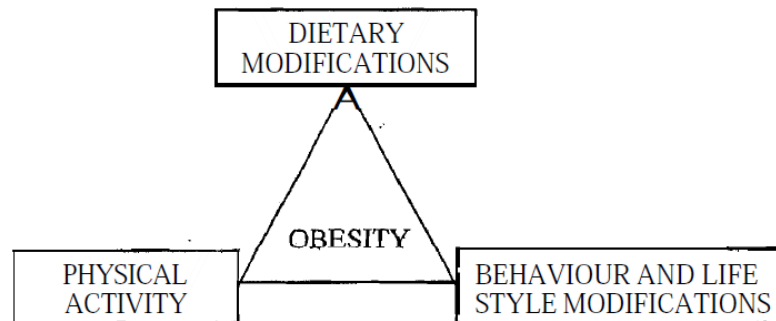 DIETARY
MODIFICATIONS
OBESITY
PHYSICAL
ACTIVITY
BEHAVIOUR AND LIFE
STYLE MODIFICATIONS